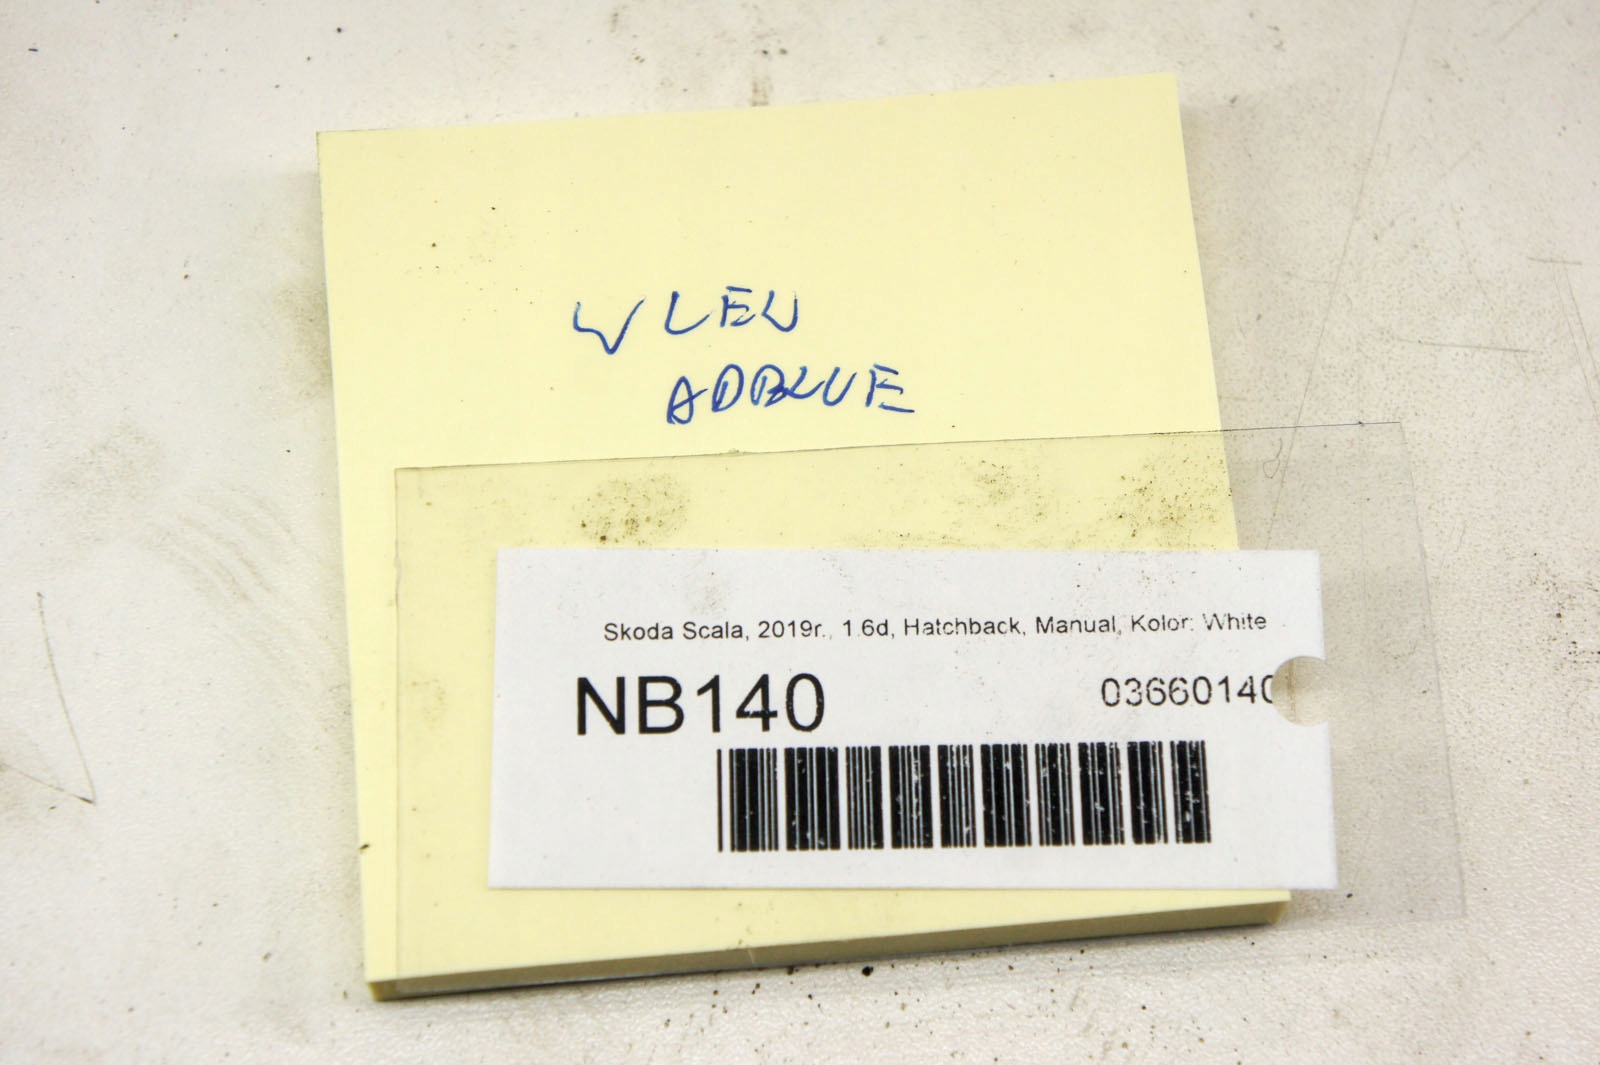 WLEW
ADBLUE
Skoda Scala, 2019r., 1.6d, Hatchback, Manual, Kolor: White
NB140
03660140